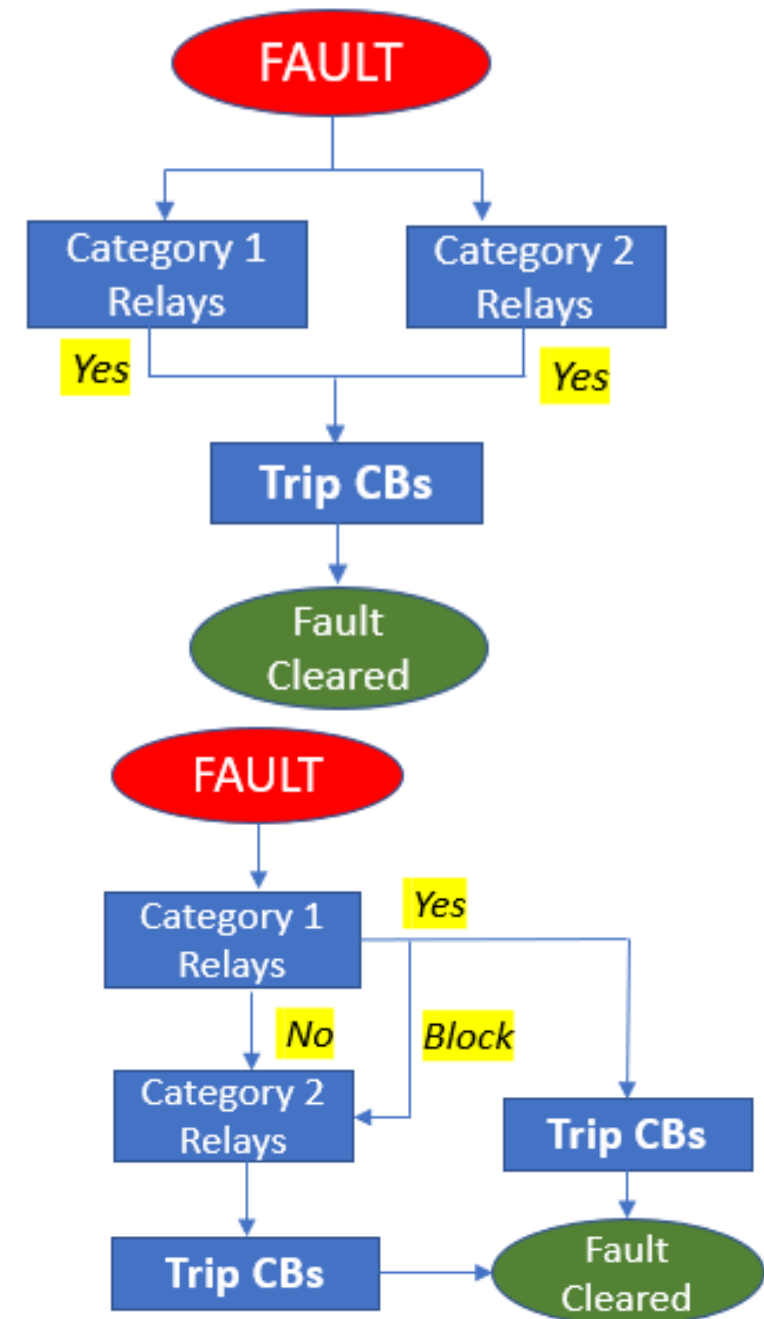 FAULT
Category 1
Relays
Category 2
Relays
Yes
Yes
Trip CBs
Fault
Cleared
FAULT
Category 1
Relays
Yes
No
Block
Category 2
Relays
Trip CBs
Trip CBs
Fault
Cleared